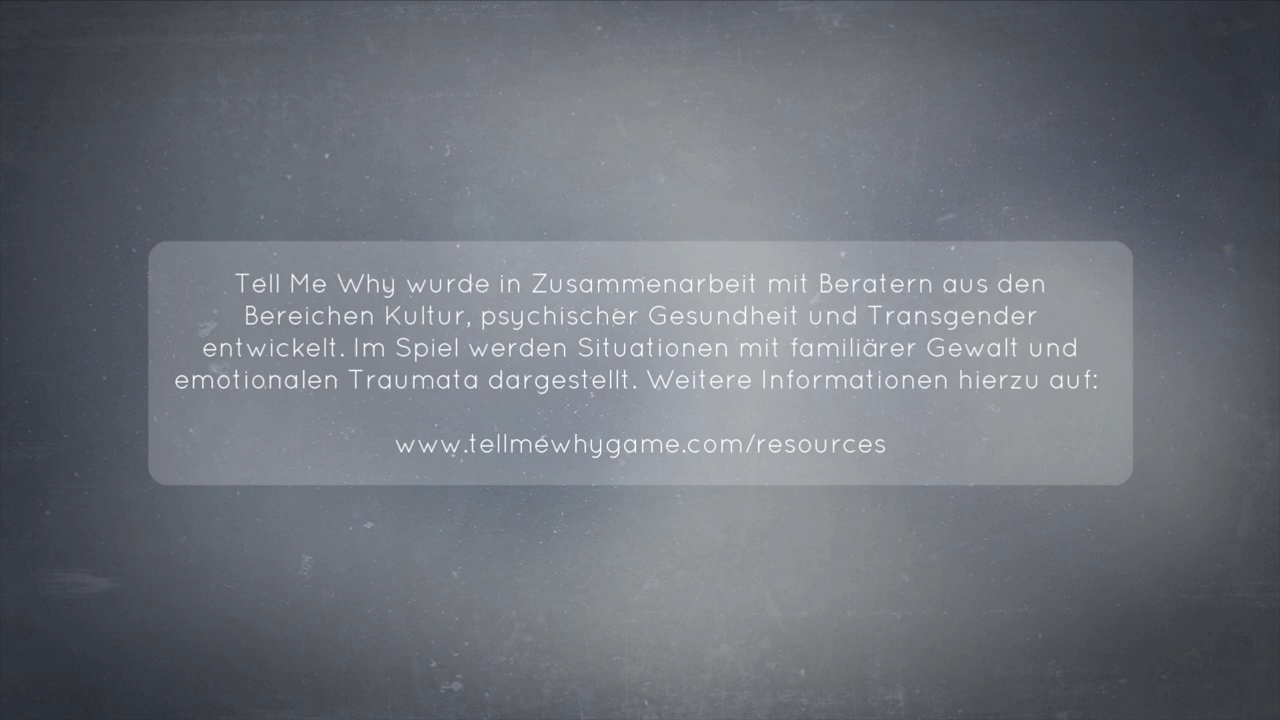 Tell Me Why wurde in Zusammenarbeit mit Beratern aus den
Bereichen Kultur, psychischer Gesundheit und Transgender
entwickelt. Im Spiel werden Situationen mit familiärer Gewalt und
emotionalen Traumata dargestellt. Weitere Informationen hierzu auf:
www.tellmewhygame.com/resources